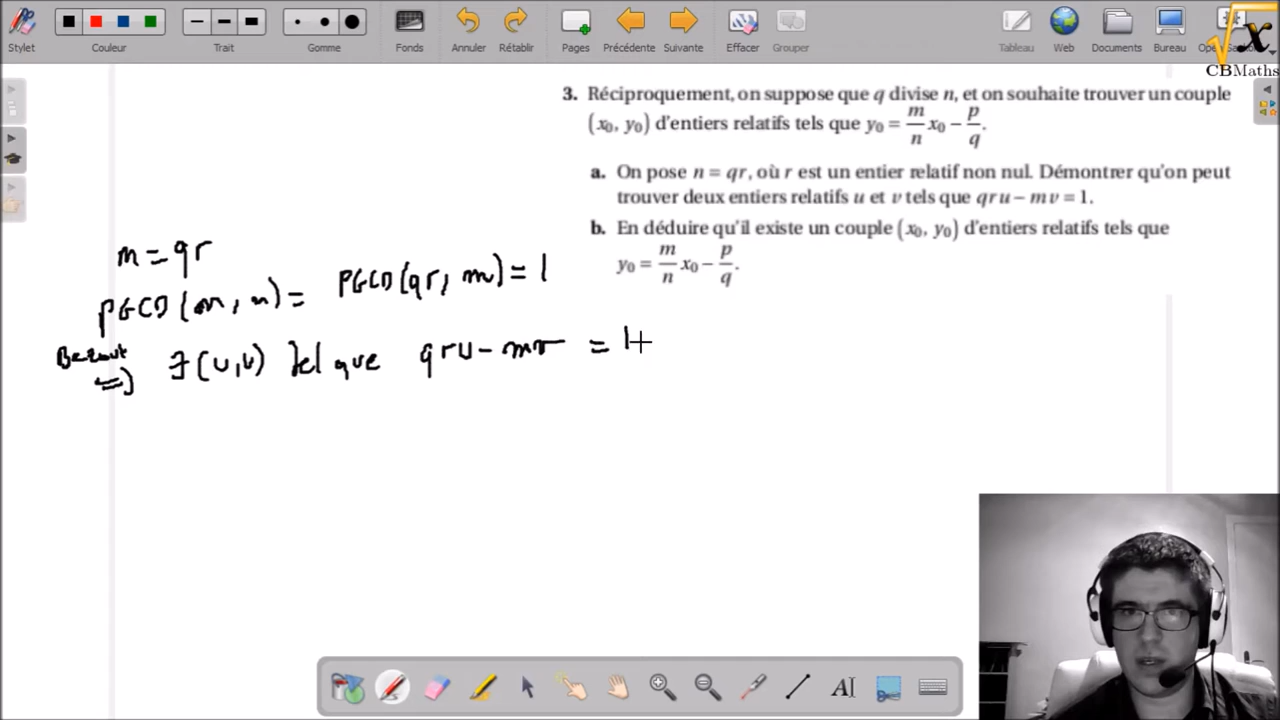 Stylet
Couleur
Trait
Gomme
Fonds
Annuler
Rétablir
Pages
Précédente
Suivante
Effacer
Grouper
Tableau
Web
Documents
Bureau
CBMaths
3. Réciproquement, on suppose que q divise n, et on souhaite trouver un couple
(x₀, y₀) d'entiers relatifs tels que y₀ = m/n x₀ − p/q.
a. On pose n = qr, où r est un entier relatif non nul. Démontrer qu'on peut
trouver deux entiers relatifs u et v tels que qru − mv = 1.
b. En déduire qu'il existe un couple (x₀, y₀) d'entiers relatifs tels que
y₀ = m/n x₀ − p/q.
n = qr
PGCD(m, n) = PGCD(qr, m) = 1
Bezout
⇒ ∃(u, v) tel que qru − mv = 1